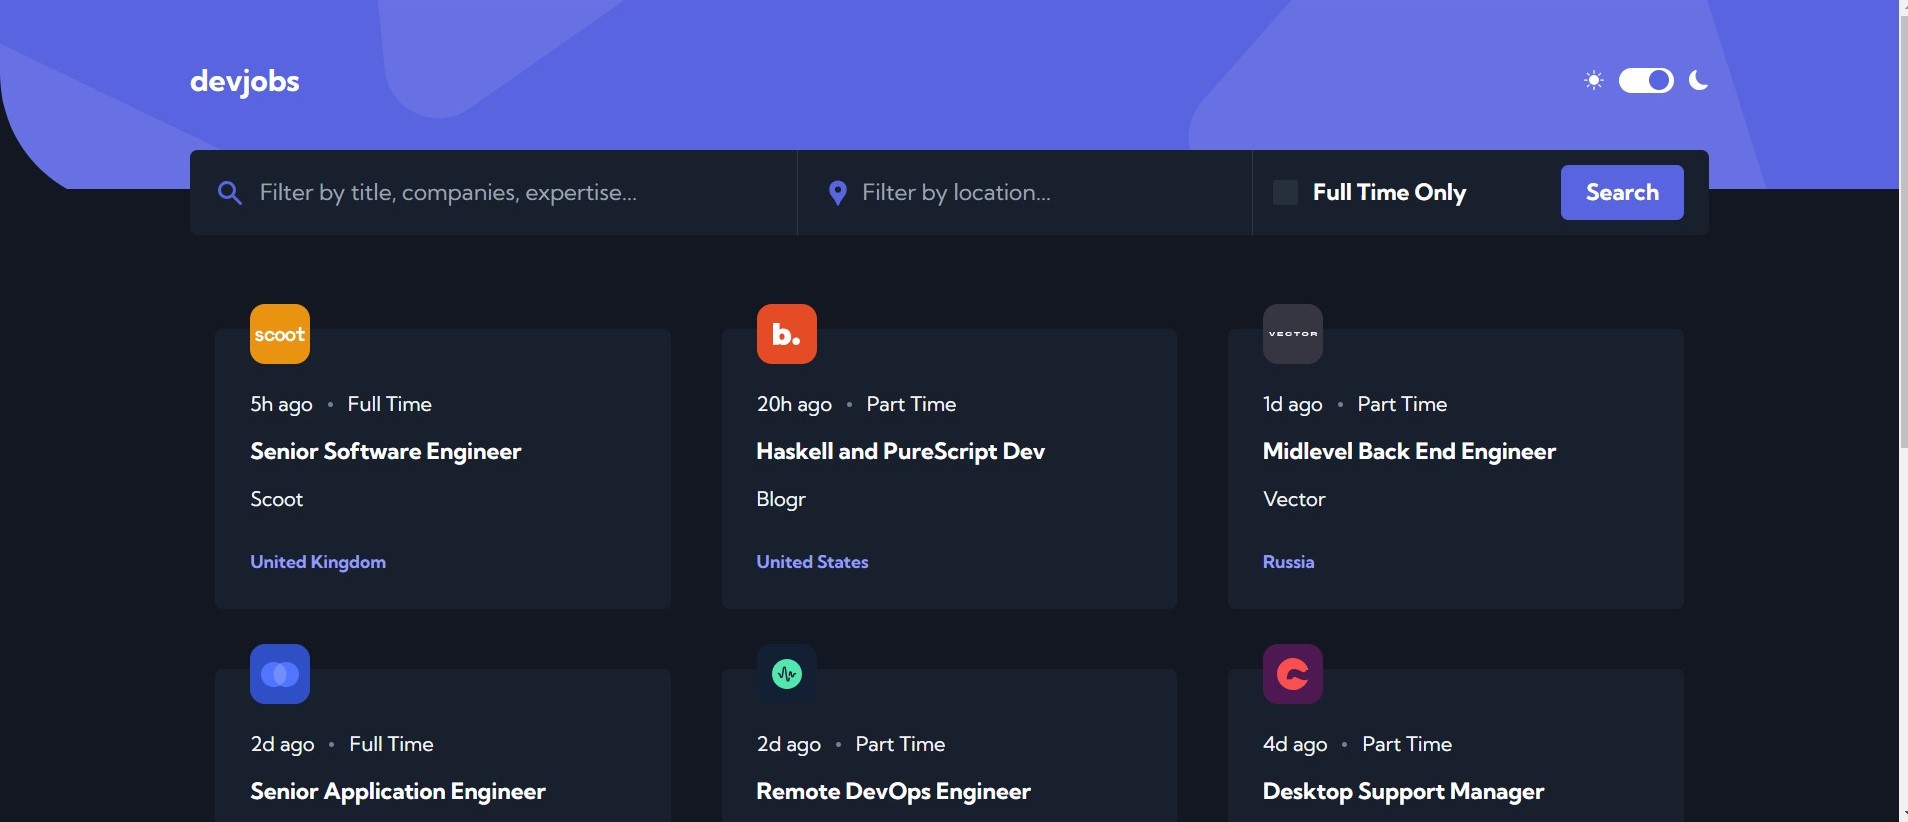 devjobs
Filter by title, companies, expertise...
Filter by location...
Full Time Only
Search
scoot
5h ago • Full Time
Senior Software Engineer
Scoot
United Kingdom
b.
20h ago • Part Time
Haskell and PureScript Dev
Blogr
United States
VECTOR
1d ago • Part Time
Midlevel Back End Engineer
Vector
Russia
2d ago • Full Time
Senior Application Engineer
2d ago • Part Time
Remote DevOps Engineer
4d ago • Part Time
Desktop Support Manager